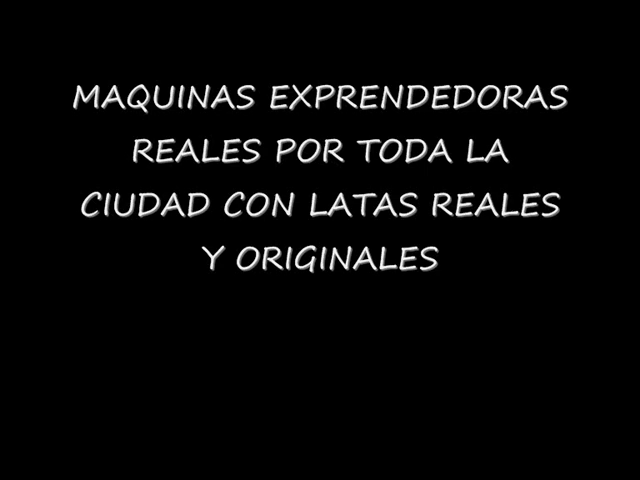 MAQUINAS EXPRENDEDORAS
REALES POR TODA LA
CIUDAD CON LATAS REALES
Y ORIGINALES